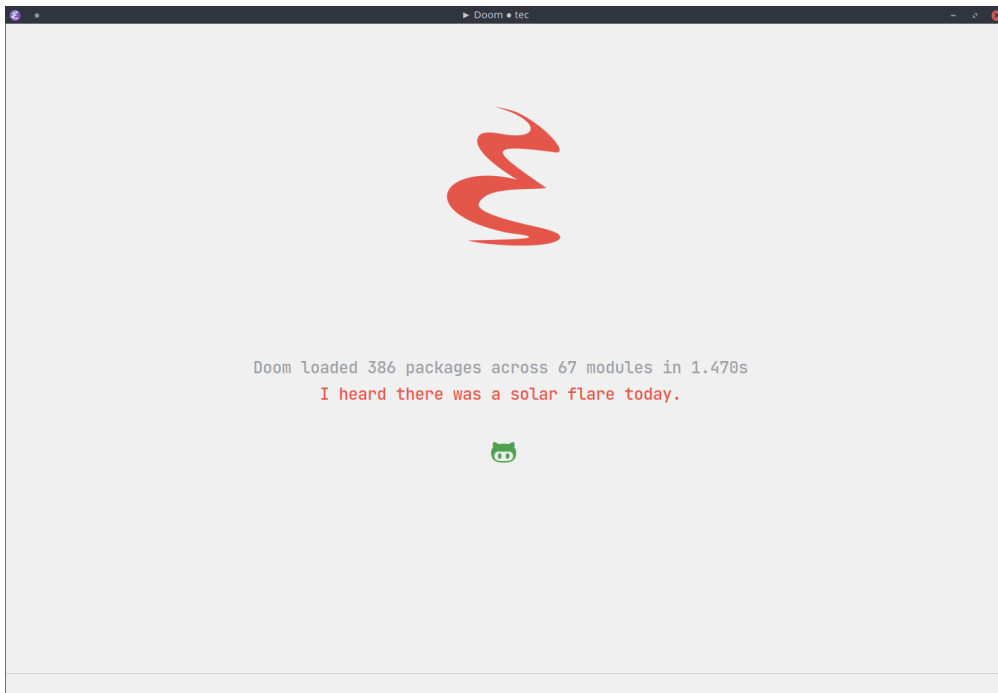 ► Doom ● tec
Doom loaded 386 packages across 67 modules in 1.470s
I heard there was a solar flare today.